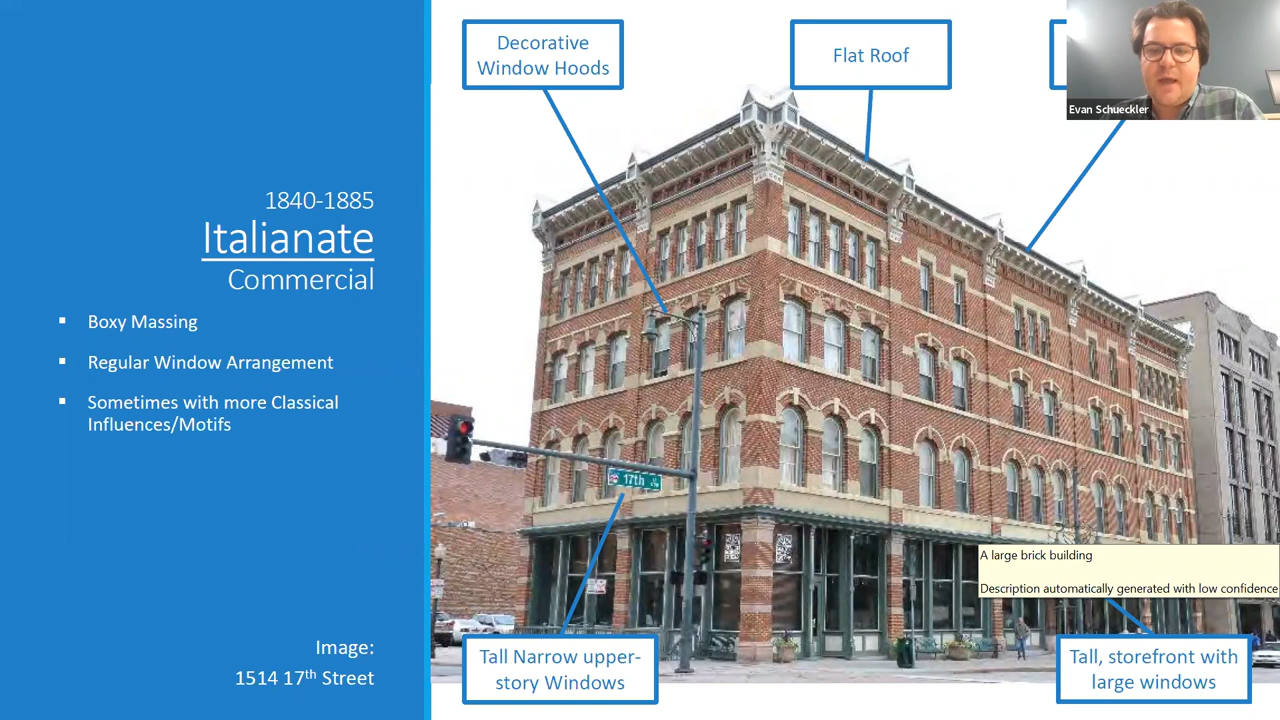 Decorative
Window Hoods
Flat Roof
Evan Schueckler
1840-1885
Italianate
Commercial
▪ Boxy Massing
▪ Regular Window Arrangement
▪ Sometimes with more Classical
Influences/Motifs
17th
A large brick building
Description automatically generated with low confidence
Image:
1514 17th Street
Tall Narrow upper-
story Windows
Tall, storefront with
large windows